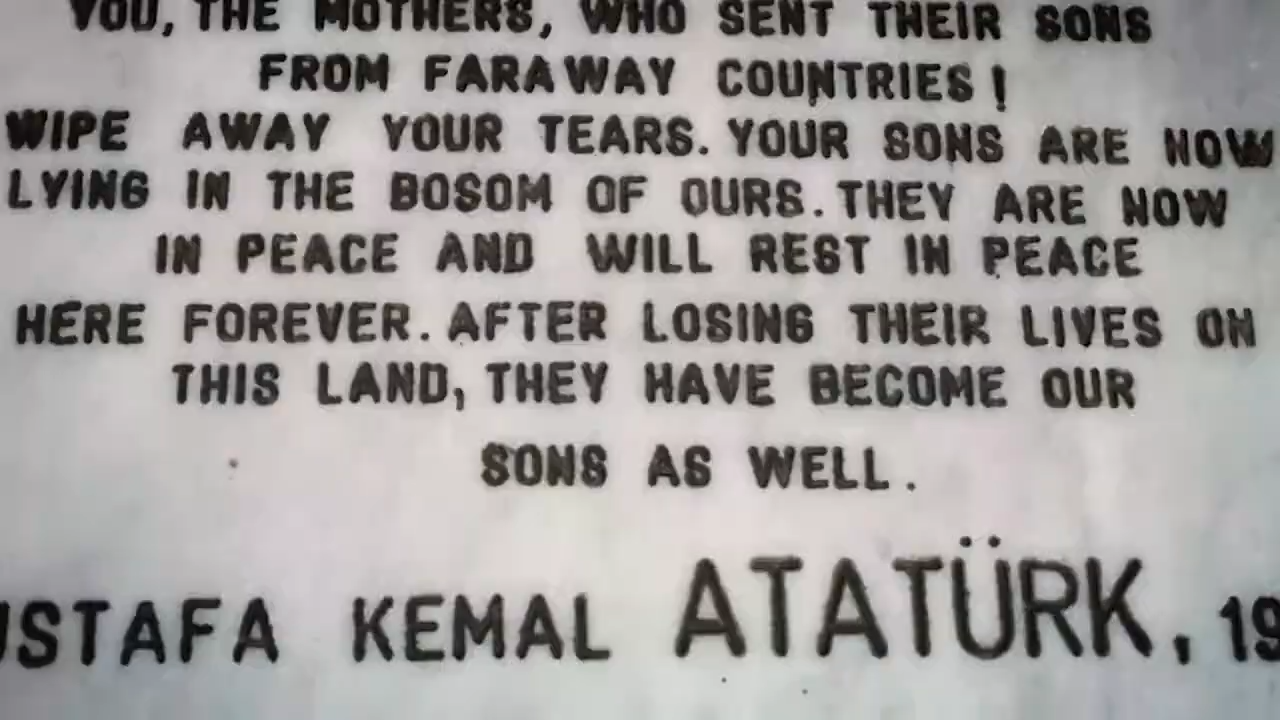 YOU, THE MOTHERS, WHO SENT THEIR SONS
FROM FARAWAY COUNTRIES!
WIPE AWAY YOUR TEARS. YOUR SONS ARE NOW
LYING IN THE BOSOM OF OURS. THEY ARE NOW
IN PEACE AND WILL REST IN PEACE
HERE FOREVER. AFTER LOSING THEIR LIVES ON
THIS LAND, THEY HAVE BECOME OUR
SONS AS WELL.
USTAFA KEMAL ATATÜRK, 19